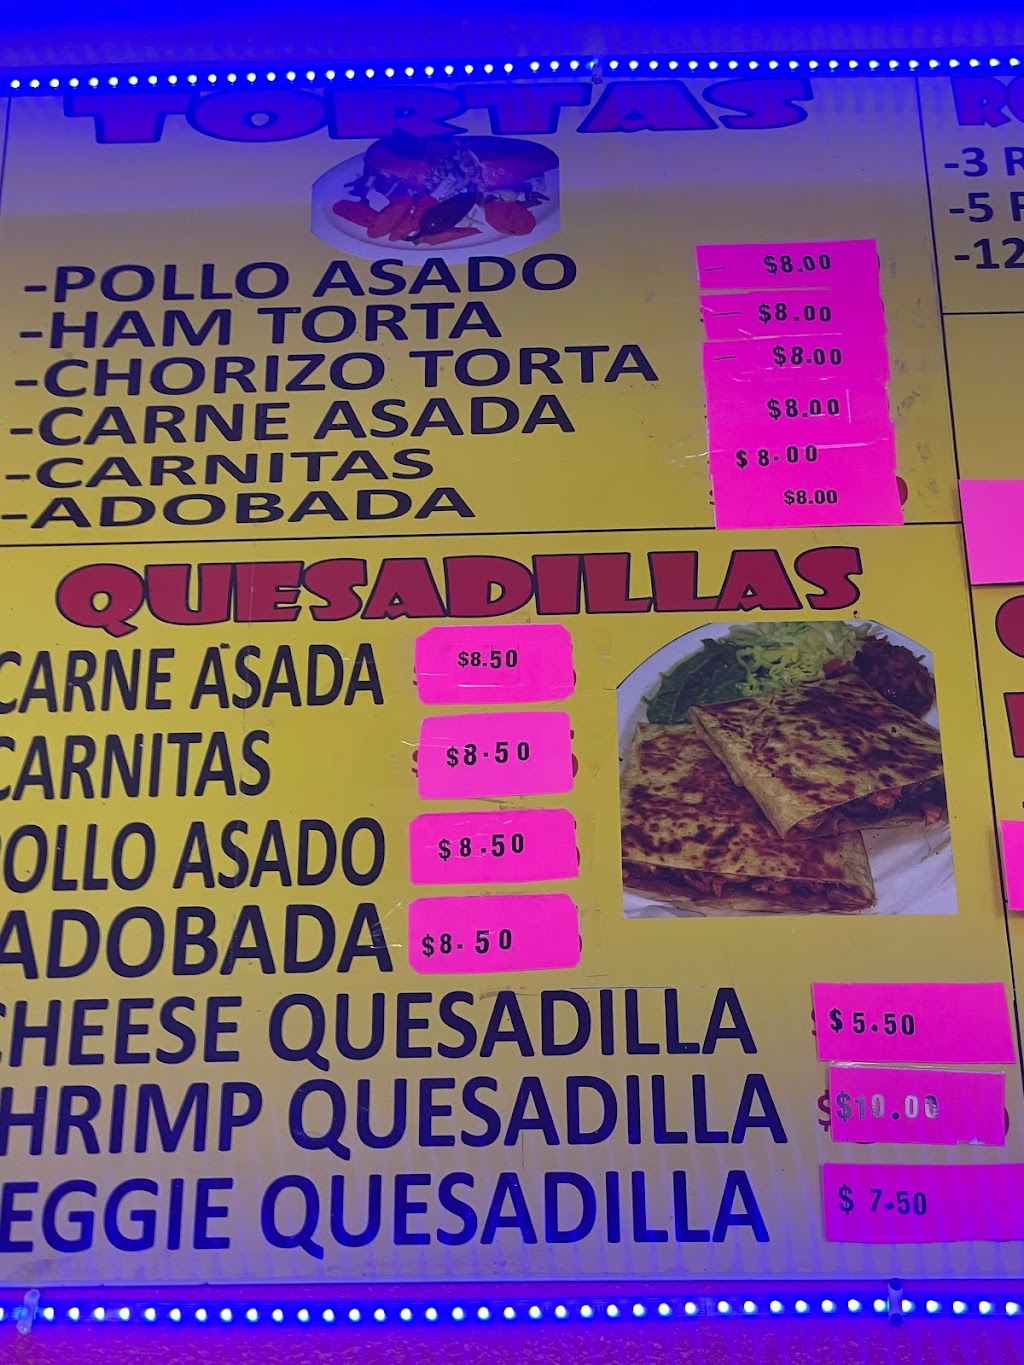 TORTAS
-POLLO ASADO — $8.00
-HAM TORTA — $8.00
-CHORIZO TORTA — $8.00
-CARNE ASADA $8.00
-CARNITAS $8.00
-ADOBADA $8.00
QUESADILLAS
CARNE ASADA $8.50
CARNITAS $8.50
POLLO ASADO $8.50
ADOBADA $8.50
CHEESE QUESADILLA $5.50
HRIMP QUESADILLA $10.00
EGGIE QUESADILLA $7.50
-3 R
-5
-12